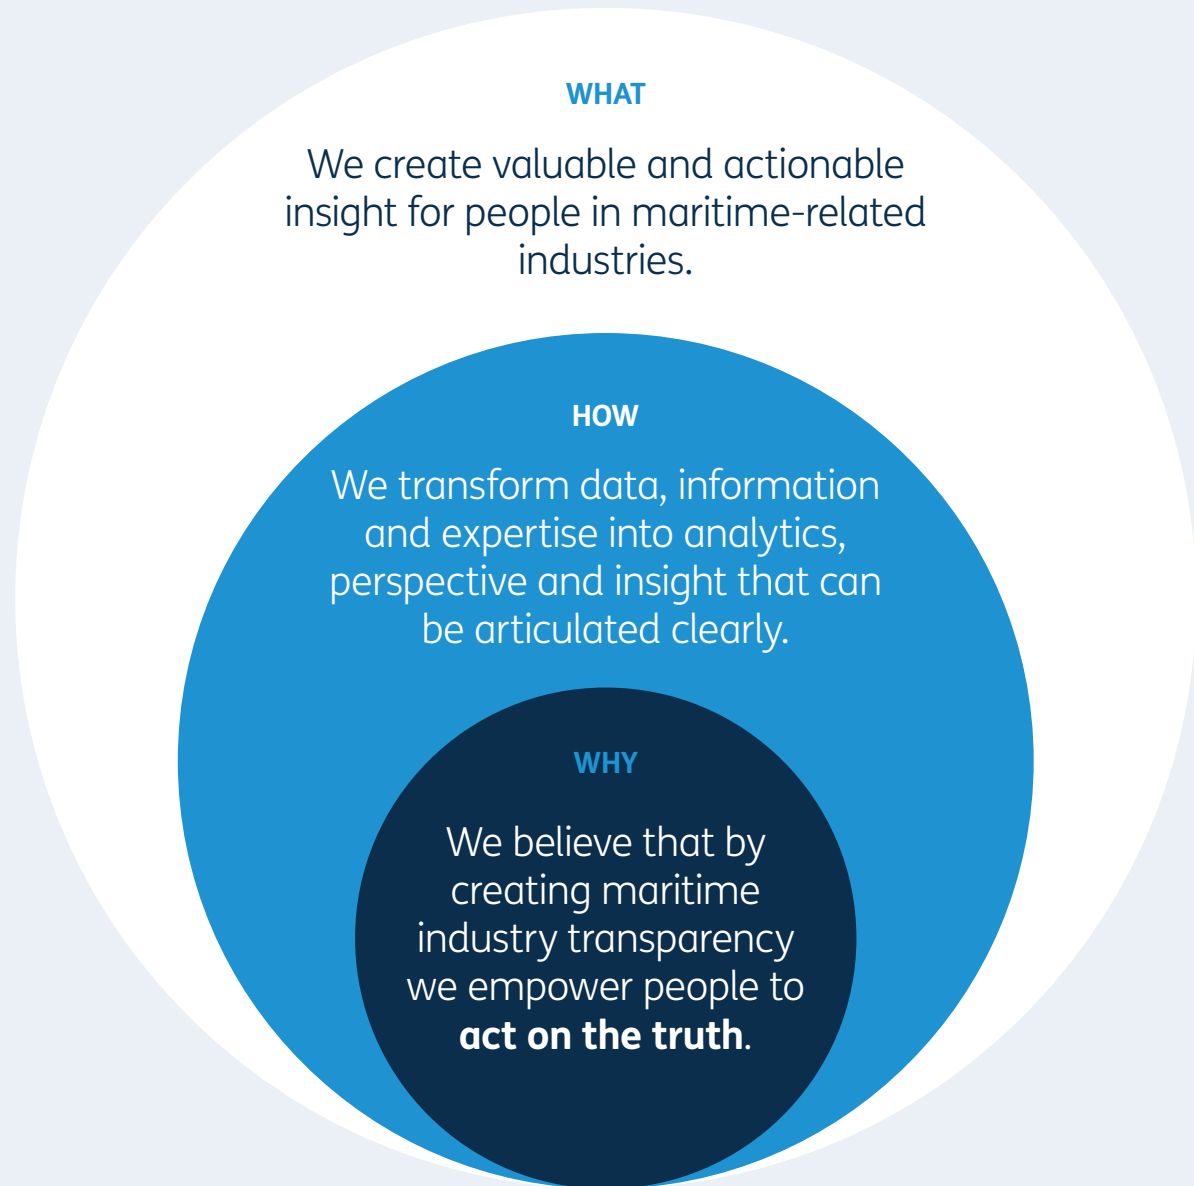 WHAT
We create valuable and actionable
insight for people in maritime-related
industries.
HOW
We transform data, information
and expertise into analytics,
perspective and insight that can
be articulated clearly.
WHY
We believe that by
creating maritime
industry transparency
we empower people to
act on the truth.